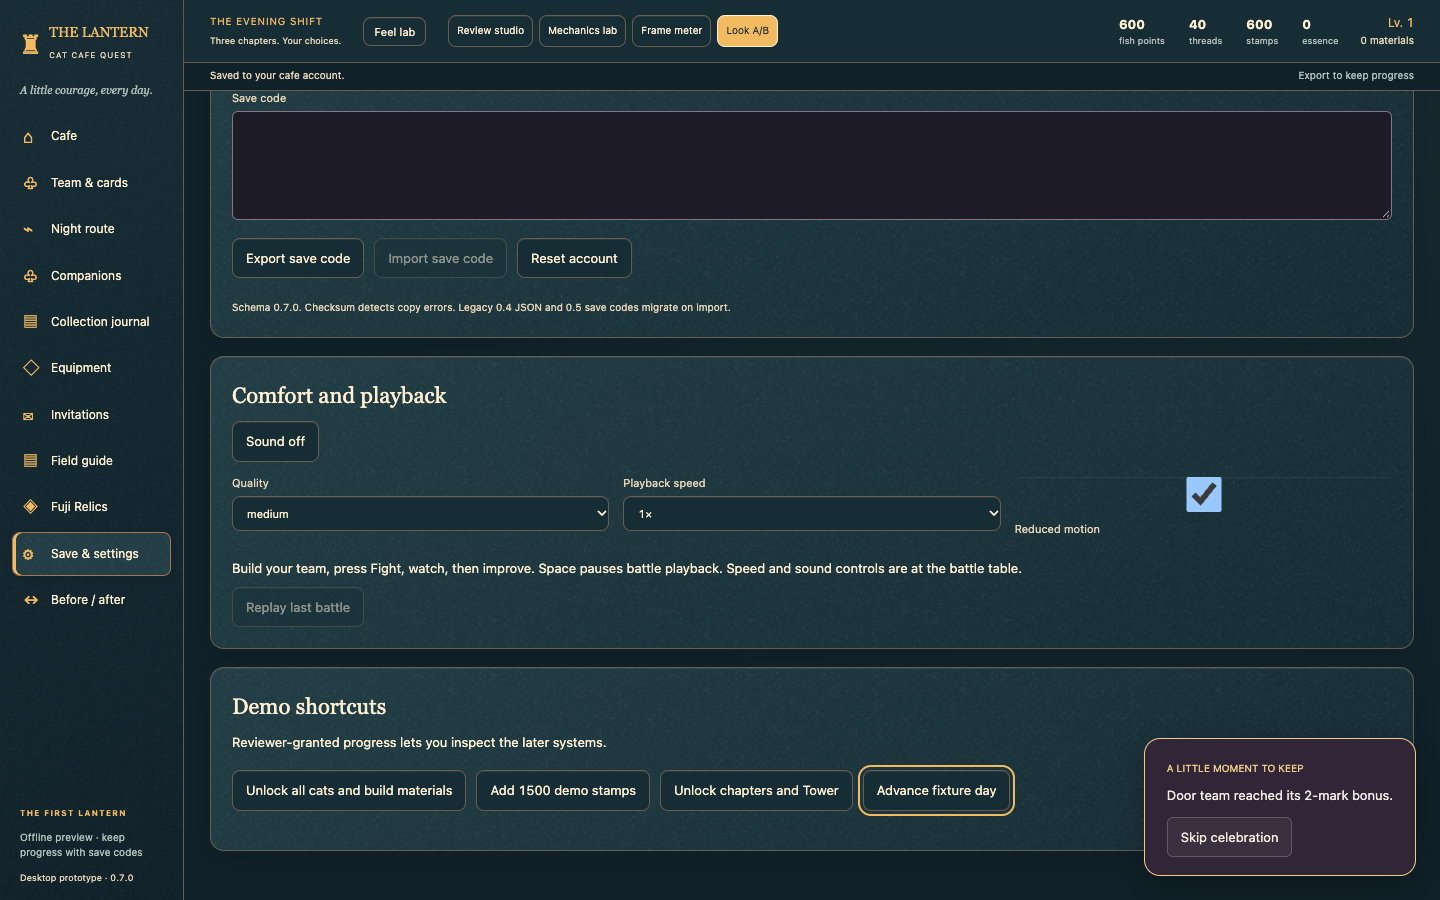 THE LANTERN
CAT CAFE QUEST
A little courage, every day.
Cafe
Team & cards
Night route
Companions
Collection journal
Equipment
Invitations
Field guide
Fuji Relics
Save & settings
Before / after
THE FIRST LANTERN
Offline preview · keep
progress with save codes
Desktop prototype · 0.7.0
THE EVENING SHIFT
Three chapters. Your choices.
Feel lab
Review studio
Mechanics lab
Frame meter
Look A/B
600
fish points
40
threads
600
stamps
0
essence
Lv. 1
0 materials
Saved to your cafe account.
Export to keep progress
Save code
Export save code
Import save code
Reset account
Schema 0.7.0. Checksum detects copy errors. Legacy 0.4 JSON and 0.5 save codes migrate on import.
Comfort and playback
Sound off
Quality
medium
Playback speed
1×
Reduced motion
Build your team, press Fight, watch, then improve. Space pauses battle playback. Speed and sound controls are at the battle table.
Replay last battle
Demo shortcuts
Reviewer-granted progress lets you inspect the later systems.
Unlock all cats and build materials
Add 1500 demo stamps
Unlock chapters and Tower
Advance fixture day
A LITTLE MOMENT TO KEEP
Door team reached its 2-mark bonus.
Skip celebration